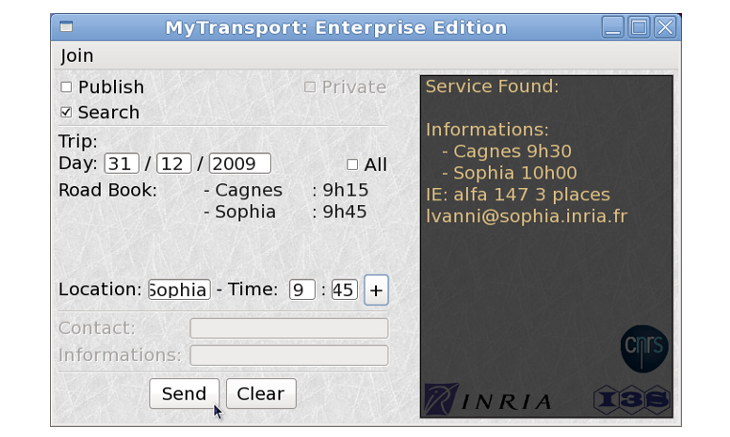 MyTransport: Enterprise Edition
Join
Publish
Private
Search
Trip:
Day: 31 / 12 / 2009
All
Road Book: - Cagnes : 9h15
- Sophia : 9h45
Location: Sophia - Time: 9 : 45 +
Contact:
Informations:
Send Clear
Service Found:
Informations:
- Cagnes 9h30
- Sophia 10h00
IE: alfa 147 3 places
lvanni@sophia.inria.fr
cnrs
INRIA
I3S